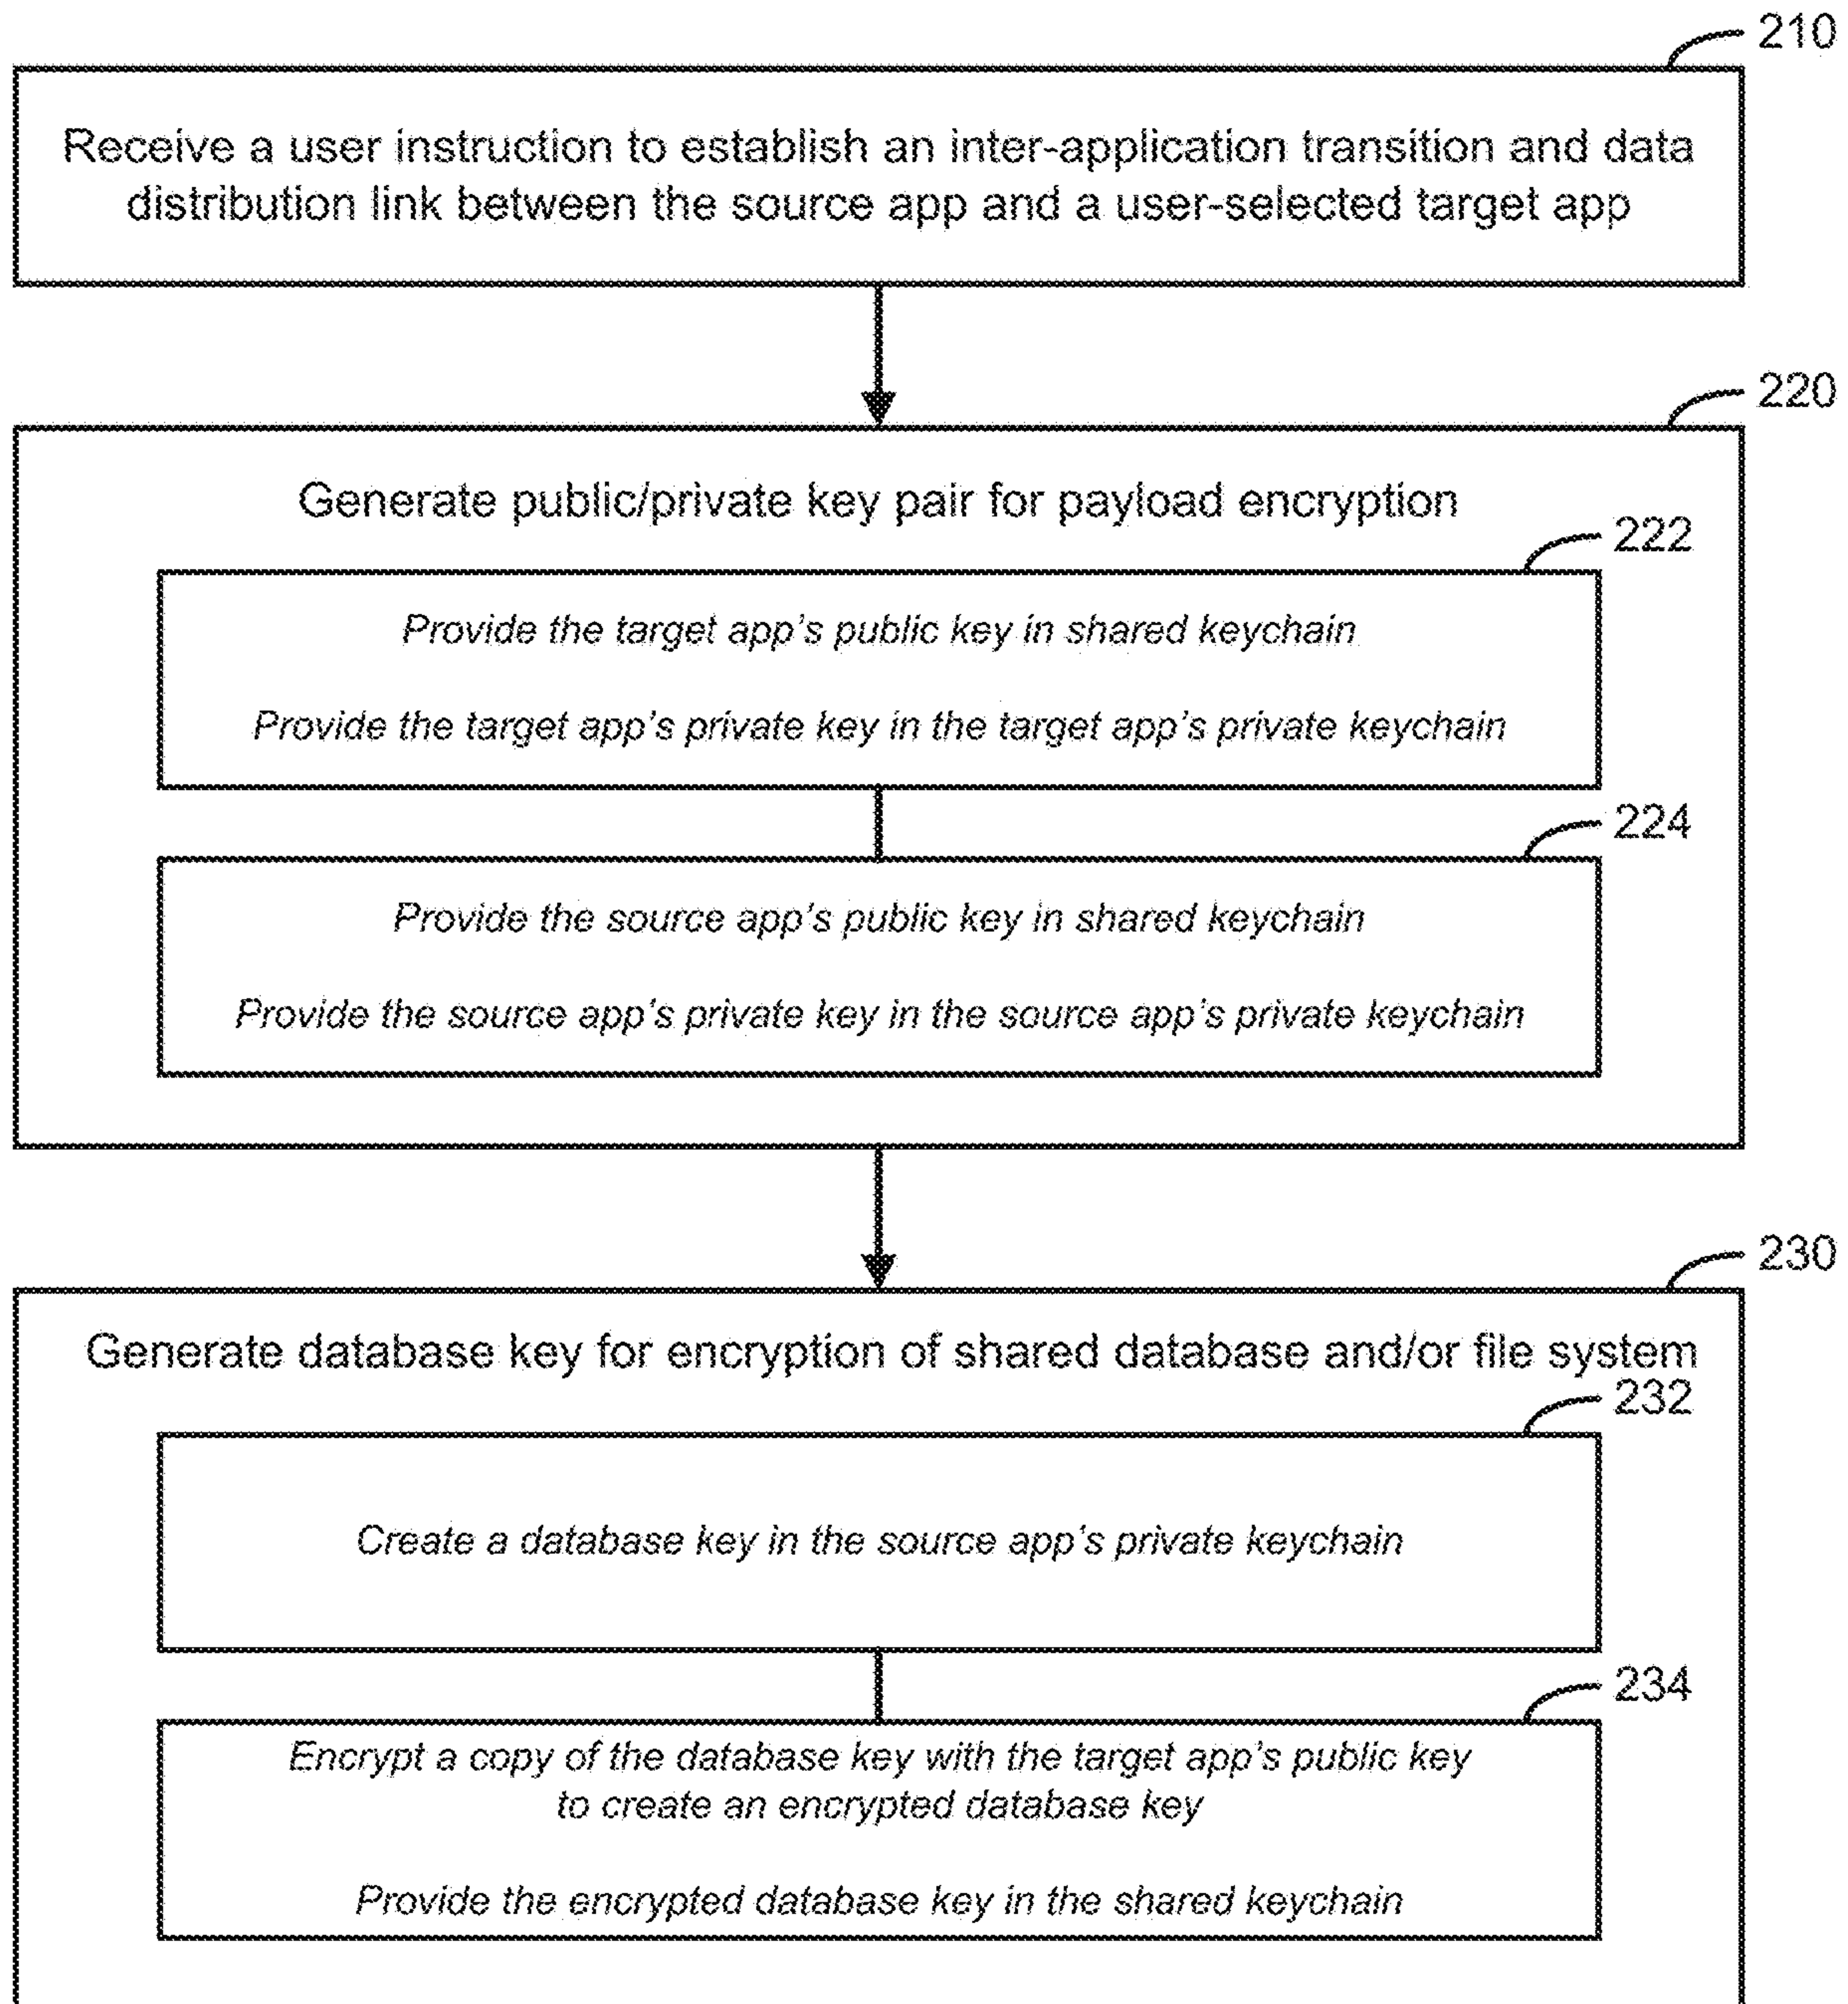 210
Receive a user instruction to establish an inter-application transition and data
distribution link between the source app and a user-selected target app
220
Generate public/private key pair for payload encryption
222
Provide the target app's public key in shared keychain
Provide the target app's private key in the target app's private keychain
224
Provide the source app's public key in shared keychain
Provide the source app's private key in the source app's private keychain
230
Generate database key for encryption of shared database and/or file system
232
Create a database key in the source app's private keychain
234
Encrypt a copy of the database key with the target app's public key
to create an encrypted database key
Provide the encrypted database key in the shared keychain